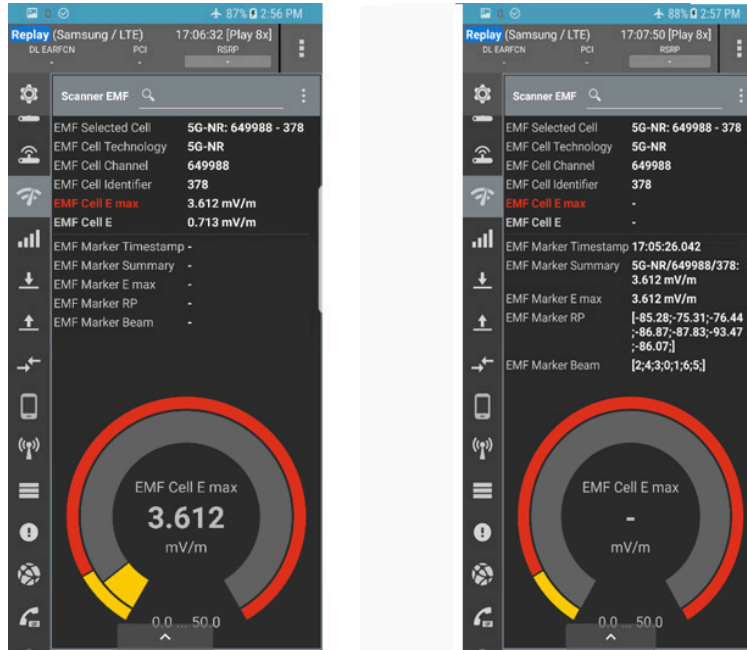 87% 2:56 PM
Replay (Samsung / LTE) 17:06:32 [Play 8x]
DL EARFCN PCI RSRP
- - -
Scanner EMF
EMF Selected Cell 5G-NR: 649988 - 378
EMF Cell Technology 5G-NR
EMF Cell Channel 649988
EMF Cell Identifier 378
EMF Cell E max 3.612 mV/m
EMF Cell E 0.713 mV/m
EMF Marker Timestamp -
EMF Marker Summary -
EMF Marker E max -
EMF Marker RP -
EMF Marker Beam -
EMF Cell E max
3.612
mV/m
0.0 ... 50.0
88% 2:57 PM
Replay (Samsung / LTE) 17:07:50 [Play 8x]
DL EARFCN PCI RSRP
- - -
Scanner EMF
EMF Selected Cell 5G-NR: 649988 - 378
EMF Cell Technology 5G-NR
EMF Cell Channel 649988
EMF Cell Identifier 378
EMF Cell E max -
EMF Cell E -
EMF Marker Timestamp 17:05:26.042
EMF Marker Summary 5G-NR/649988/378:
3.612 mV/m
EMF Marker E max 3.612 mV/m
EMF Marker RP [-85.28;-75.31;-76.44
;-86.87;-87.83;-93.47
;-86.07;]
EMF Marker Beam [2;4;3;0;1;6;5;]
EMF Cell E max
-
mV/m
0.0 ... 50.0